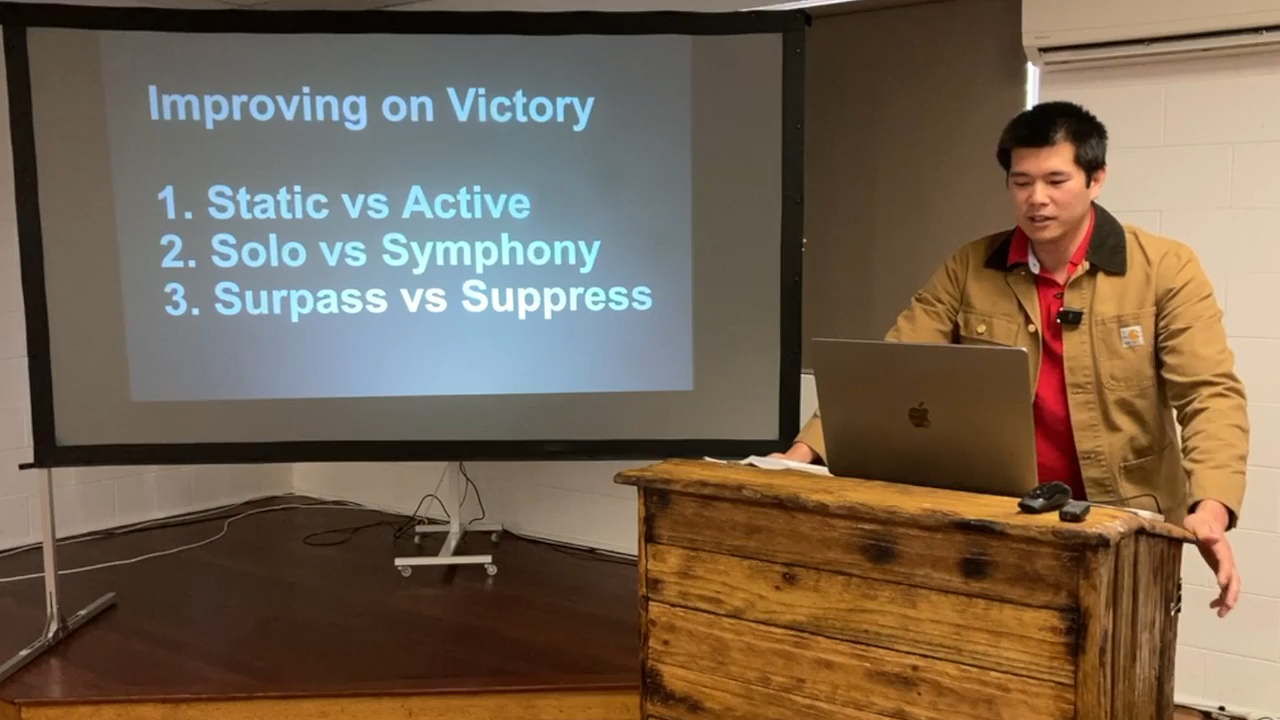 Improving on Victory
1. Static vs Active
2. Solo vs Symphony
3. Surpass vs Suppress